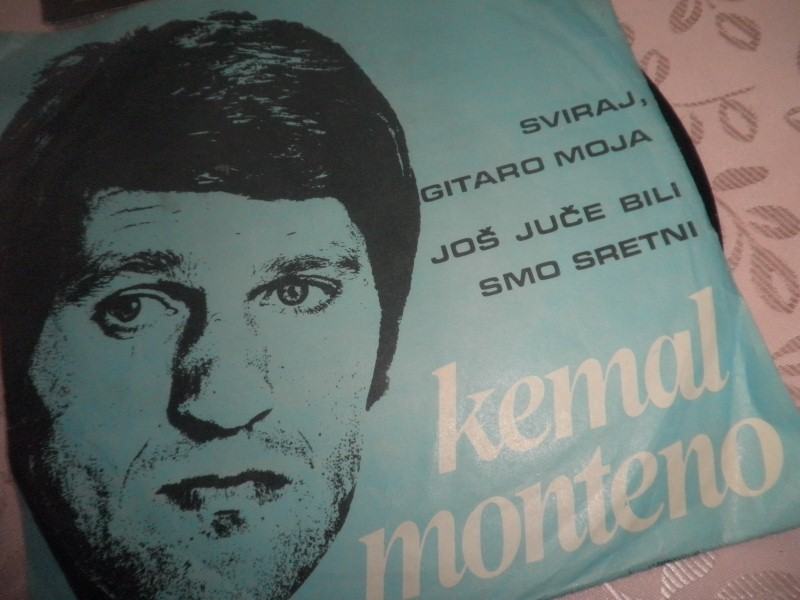 SVIRAJ,
GITARO MOJA
JOŠ JUČE BILI
SMO SRETNI
kemal
monteno